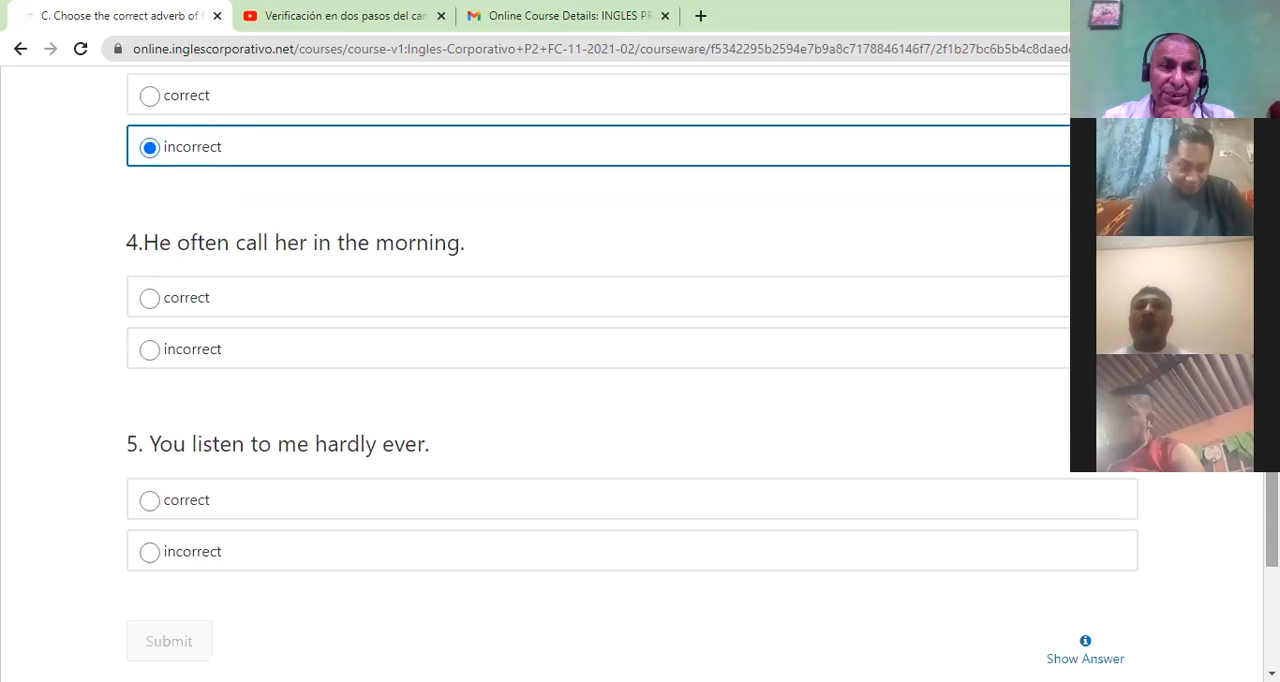 C. Choose the correct adverb of f
Verificación en dos pasos del car
Online Course Details: INGLES PR
online.inglescorporativo.net/courses/course-v1:Ingles-Corporativo+P2+FC-11-2021-02/courseware/f5342295b2594e7b9a8c7178846146f7/2f1b27bc6b5b4c8daede
correct
incorrect
4.He often call her in the morning.
correct
incorrect
5. You listen to me hardly ever.
correct
incorrect
Submit
Show Answer